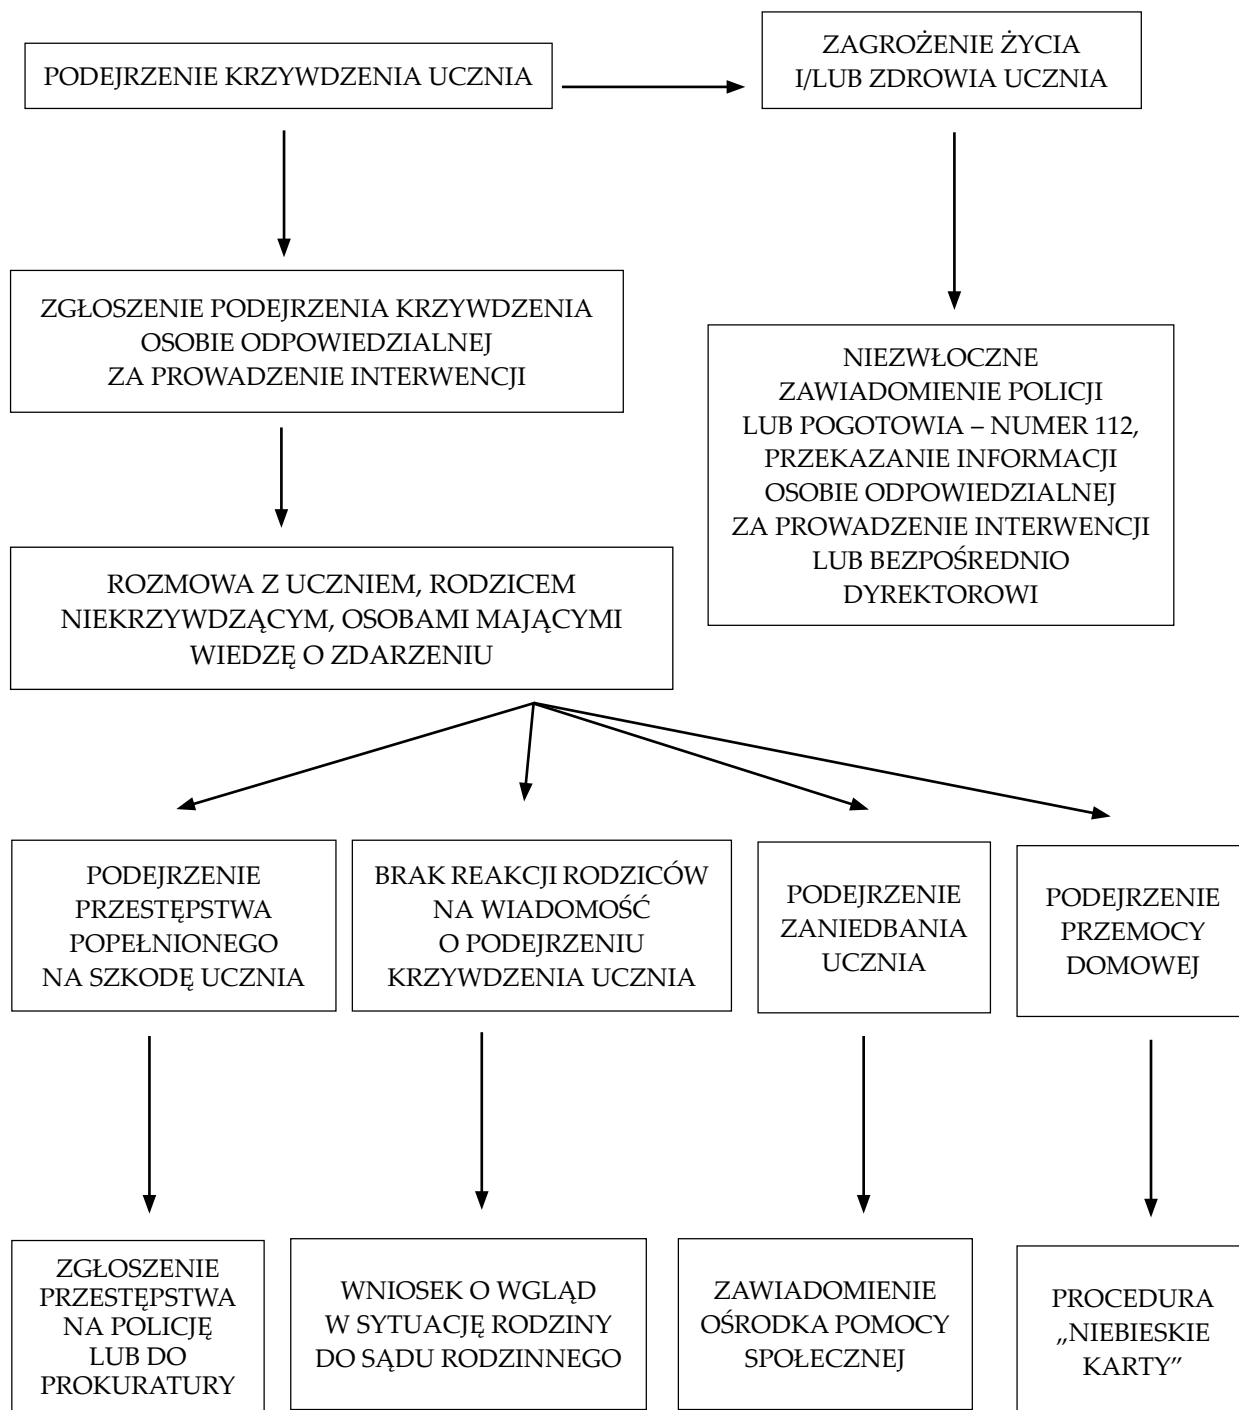 PODEJRZENIE KRZYWDZENIA UCZNIA
ZAGROŻENIE ŻYCIA
I/LUB ZDROWIA UCZNIA
ZGŁOSZENIE PODEJRZENIA KRZYWDZENIA
OSOBIE ODPOWIEDZIALNEJ
ZA PROWADZENIE INTERWENCJI
NIEZWŁOCZNE
ZAWIADOMIENIE POLICJI
LUB POGOTOWIA – NUMER 112,
PRZEKAZANIE INFORMACJI
OSOBIE ODPOWIEDZIALNEJ
ZA PROWADZENIE INTERWENCJI
LUB BEZPOŚREDNIO
DYREKTOROWI
ROZMOWA Z UCZNIEM, RODZICEM
NIEKRZYWDZĄCYM, OSOBAMI MAJĄCYMI
WIEDZĘ O ZDARZENIU
PODEJRZENIE
PRZESTĘPSTWA
POPEŁNIONEGO
NA SZKODĘ UCZNIA
BRAK REAKCJI RODZICÓW
NA WIADOMOŚĆ
O PODEJRZENIU
KRZYWDZENIA UCZNIA
PODEJRZENIE
ZANIEDBANIA
UCZNIA
PODEJRZENIE
PRZEMOCY
DOMOWEJ
ZGŁOSZENIE
PRZESTĘPSTWA
NA POLICJĘ
LUB DO
PROKURATURY
WNIOSEK O WGLĄD
W SYTUACJĘ RODZINY
DO SĄDU RODZINNEGO
ZAWIADOMIENIE
OŚRODKA POMOCY
SPOŁECZNEJ
PROCEDURA
„NIEBIESKIE
KARTY”